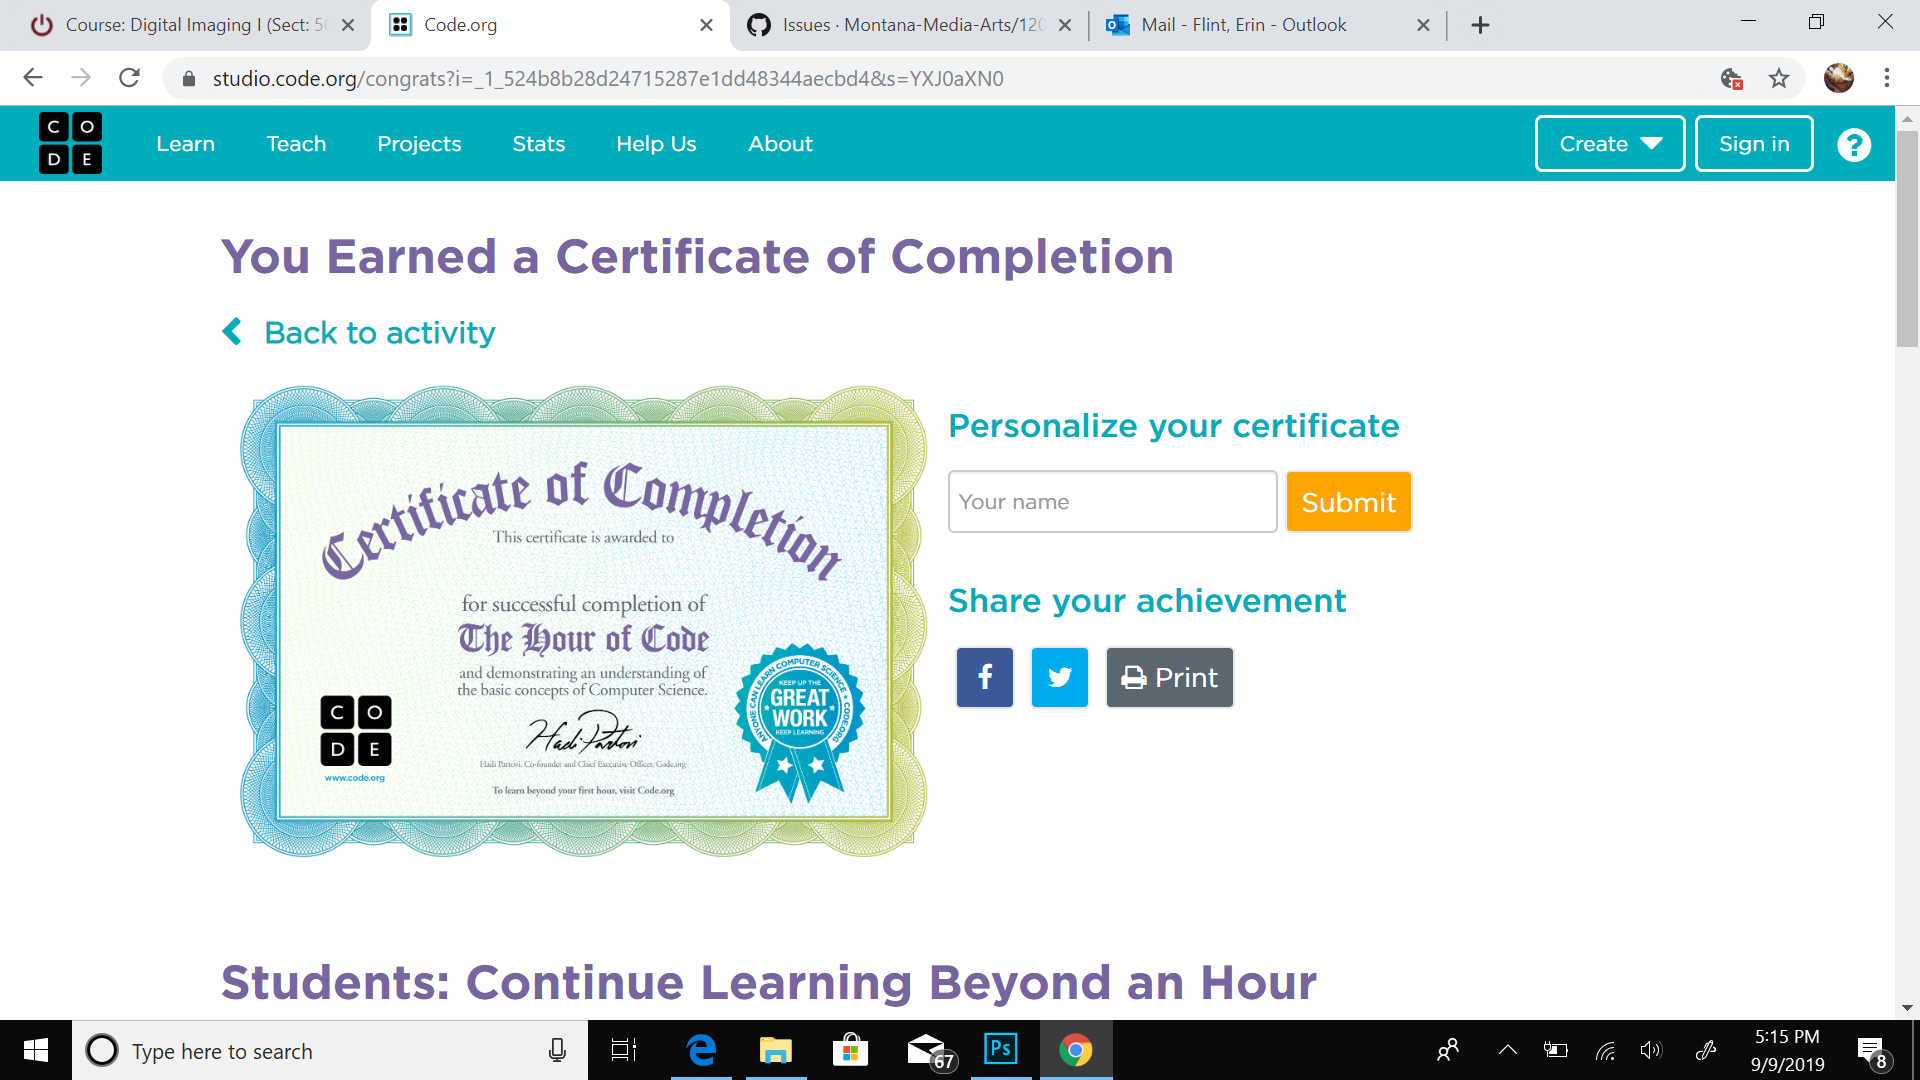 Course: Digital Imaging I (Sect: 50
Code.org
Issues · Montana-Media-Arts/120
Mail - Flint, Erin - Outlook
studio.code.org/congrats?i=_1_524b8b28d24715287e1dd48344aecbd4&s=YXJ0aXN0
C O D E
Learn
Teach
Projects
Stats
Help Us
About
Create
Sign in
?
You Earned a Certificate of Completion
Back to activity
Certificate of Completion
This certificate is awarded to
for successful completion of
The Hour of Code
and demonstrating an understanding of
the basic concepts of Computer Science.
Hadi Partovi
Hadi Partovi, Co-founder and Chief Executive Officer, Code.org
To learn beyond your first hour, visit Code.org
C O
D E
www.code.org
ANYONE CAN LEARN COMPUTER SCIENCE ★ CODE.ORG ★
KEEP UP THE
GREAT
WORK
KEEP LEARNING
Personalize your certificate
Your name
Submit
Share your achievement
f
Print
Students: Continue Learning Beyond an Hour
Type here to search
67
Ps
5:15 PM
9/9/2019
8